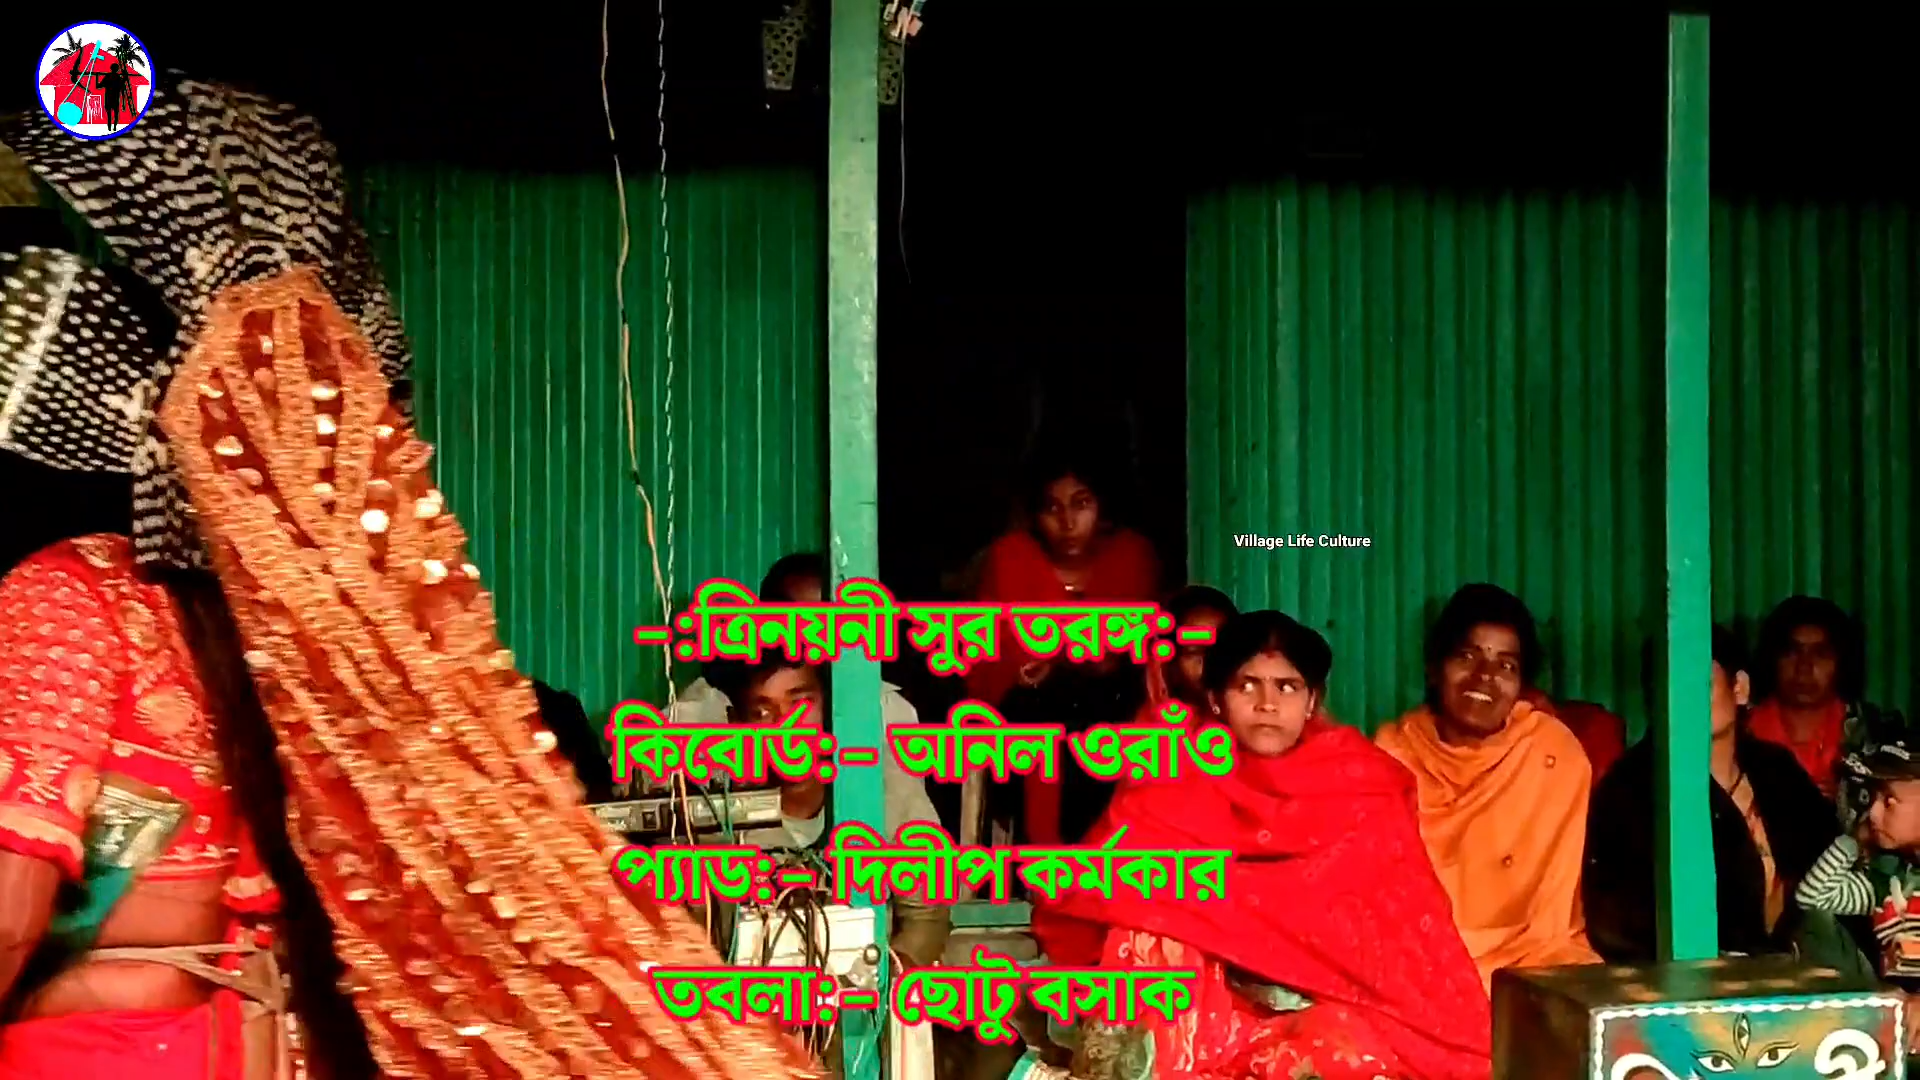 Village Life Culture
-:ত্রিনয়নী সুর তরঙ্গ:-
কিবোর্ড:- অনিল ওরাঁও
প্যাড:- দিলীপ কর্মকার
তবলা:- ছোটু বসাক